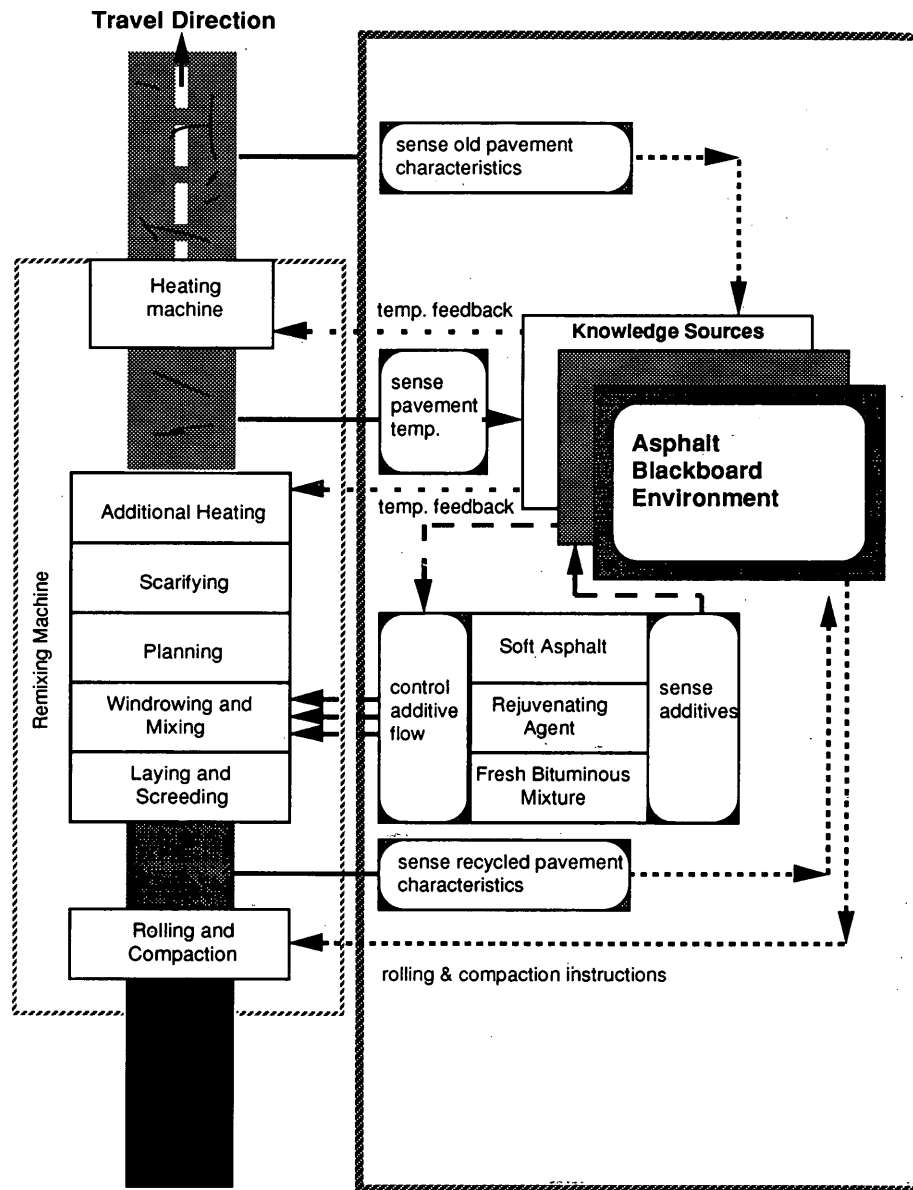 Travel Direction
sense old pavement
characteristics
Heating
machine
temp. feedback
Knowledge Sources
sense
pavement
temp.
Asphalt
Blackboard
Environment
temp. feedback
Remixing Machine
Additional Heating
Scarifying
Planning
Windrowing and
Mixing
Laying and
Screeding
control
additive
flow
Soft Asphalt
Rejuvenating
Agent
Fresh Bituminous
Mixture
sense
additives
sense recycled pavement
characteristics
Rolling and
Compaction
rolling & compaction instructions